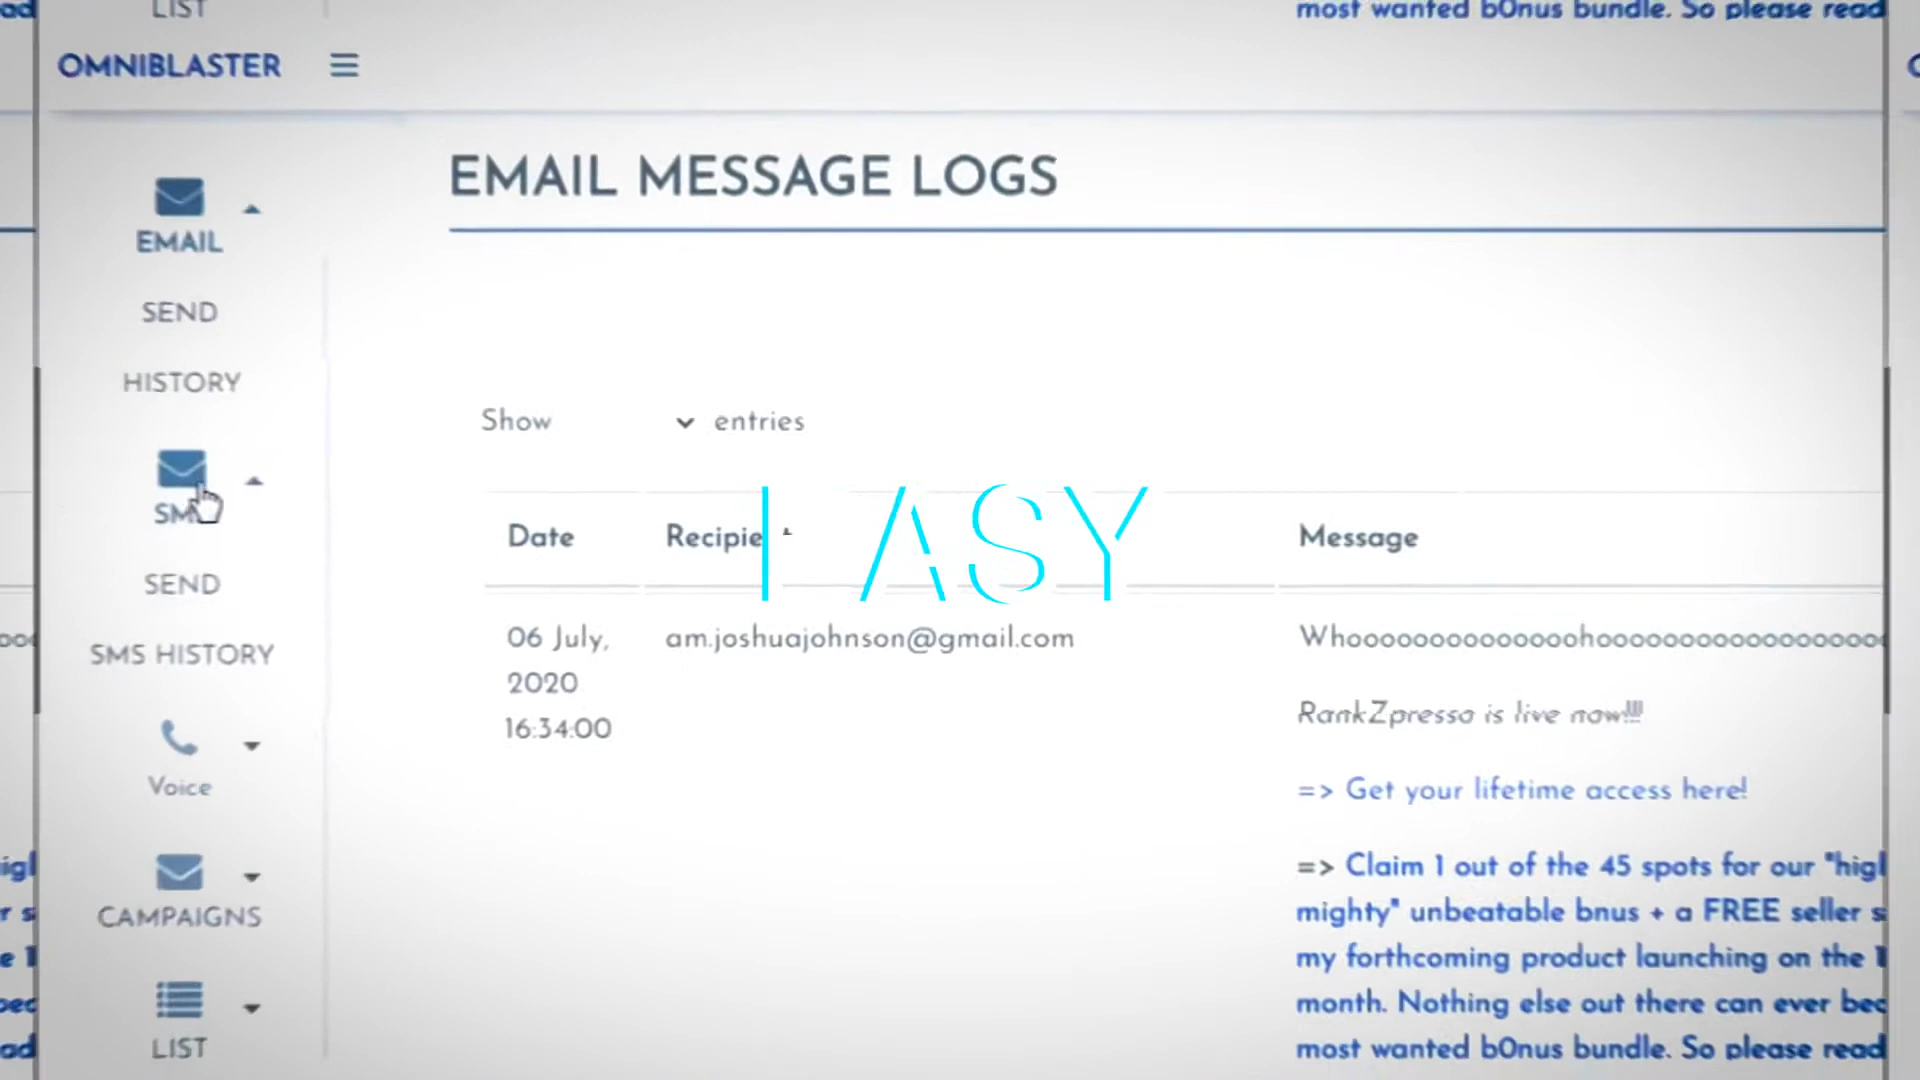 LIST
most wanted b0nus bundle. So please read
OMNIBLASTER
EMAIL MESSAGE LOGS
EMAIL
SEND
HISTORY
Show entries
SMS
SEND
SMS HISTORY
Voice
CAMPAIGNS
LIST
EASY
Date Message
06 July,
2020
16:34:00
am.joshuajohnson@gmail.com
RankZpresso is live now!!!
=> Get your lifetime access here!
=> Claim 1 out of the 45 spots for our
mighty" unbeatable bnus + a FREE seller
my forthcoming product launching on the
month. Nothing else out there can ever
most wanted b0nus bundle. So please read